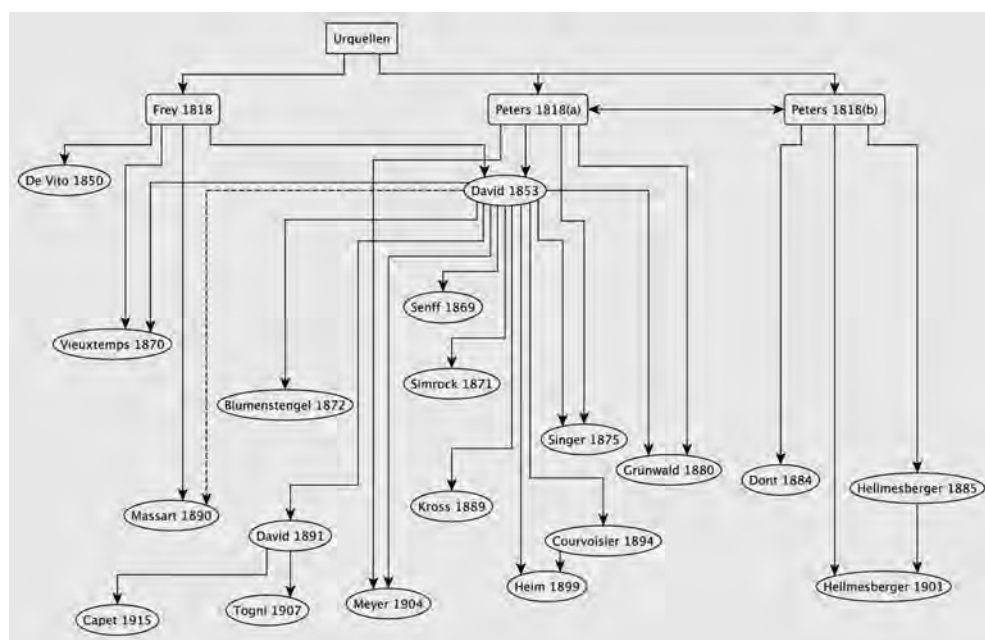 Urquellen
Frey 1818
Peters 1818(a)
Peters 1818(b)
De Vito 1850
David 1853
Senff 1869
Vieuxtemps 1870
Simrock 1871
Blumenstengel 1872
Singer 1875
Grünwald 1880
Dont 1884
Hellmesberger 1885
Massart 1890
Kross 1889
David 1891
Courvoisier 1894
Heim 1899
Hellmesberger 1901
Capet 1915
Togni 1907
Meyer 1904